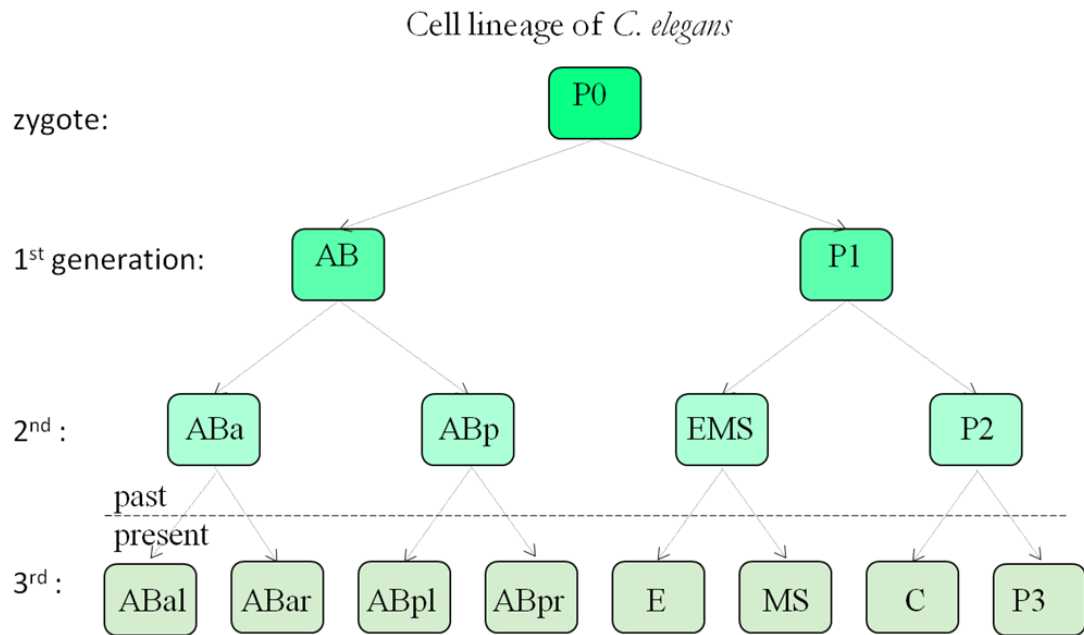 Cell lineage of C. elegans
zygote:
P0
1st generation:
AB
P1
2nd :
ABa
ABp
EMS
P2
past
present
3rd :
ABal
ABar
ABpl
ABpr
E
MS
C
P3